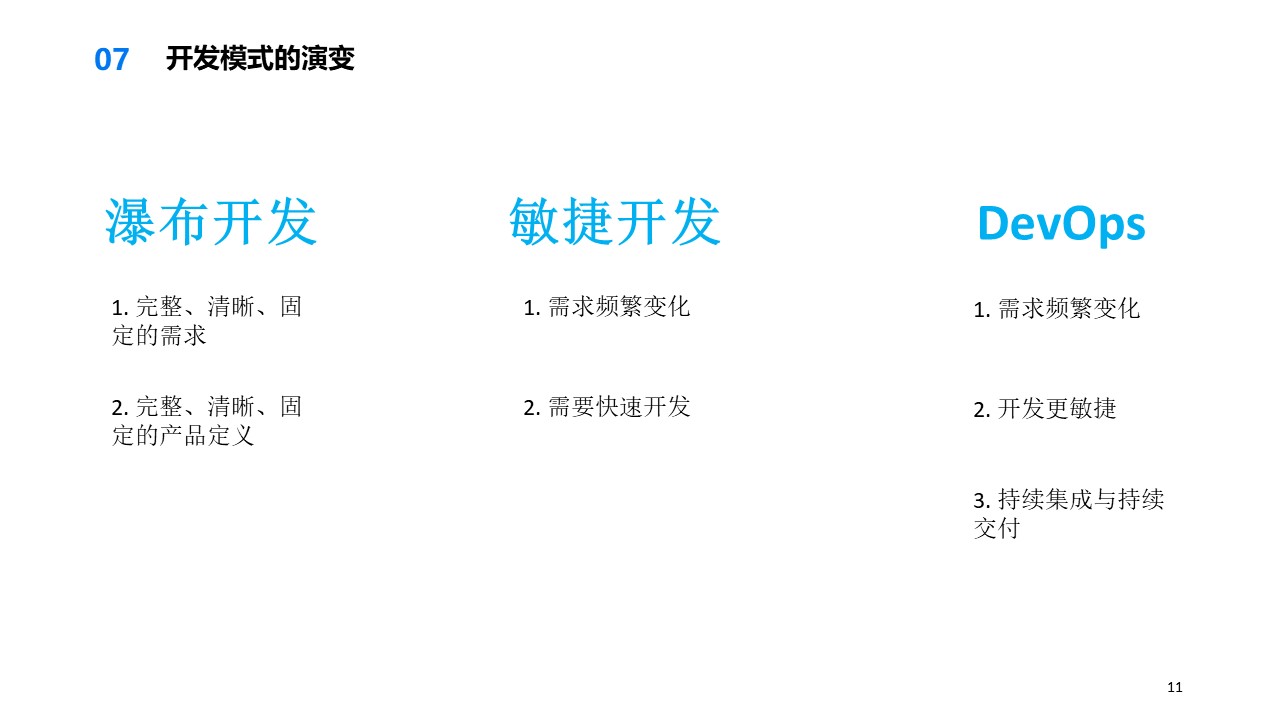 07 开发模式的演变
瀑布开发
1. 完整、清晰、固
定的需求
2. 完整、清晰、固
定的产品定义
敏捷开发
1. 需求频繁变化
2. 需要快速开发
DevOps
1. 需求频繁变化
2. 开发更敏捷
3. 持续集成与持续
交付
11